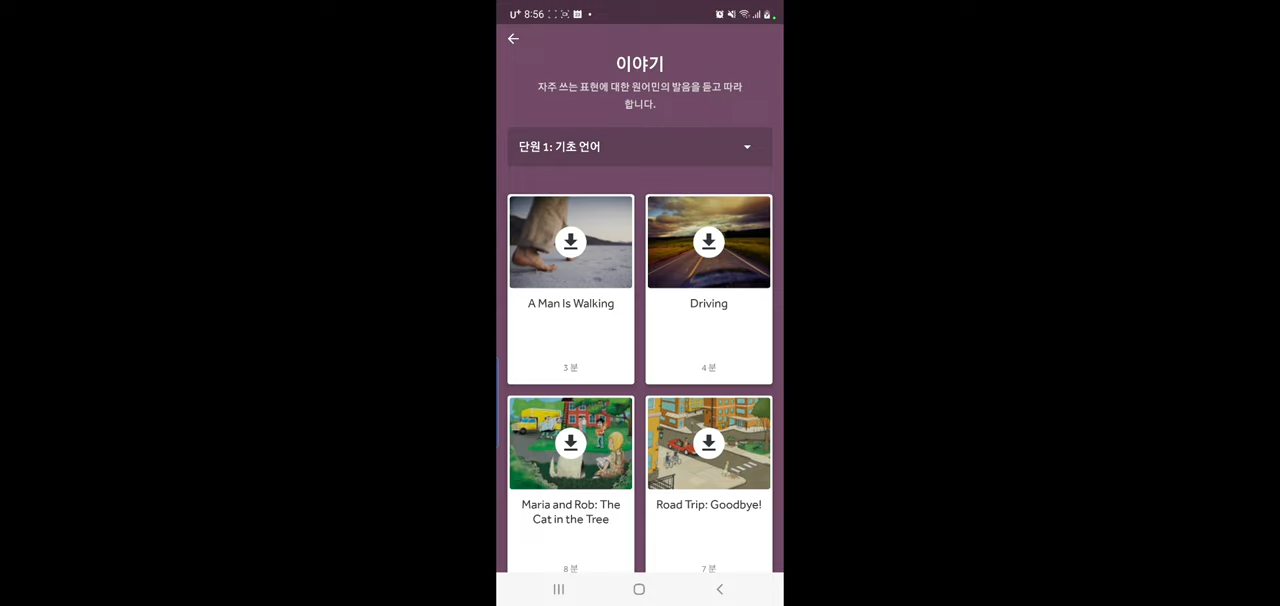 U+ 8:56
이야기
자주 쓰는 표현에 대한 원어민의 발음을 듣고 따라
합니다.
단원 1: 기초 언어
A Man Is Walking
Driving
3 분
4 분
Maria and Rob: The
Cat in the Tree
Road Trip: Goodbye!
8 분
7 분